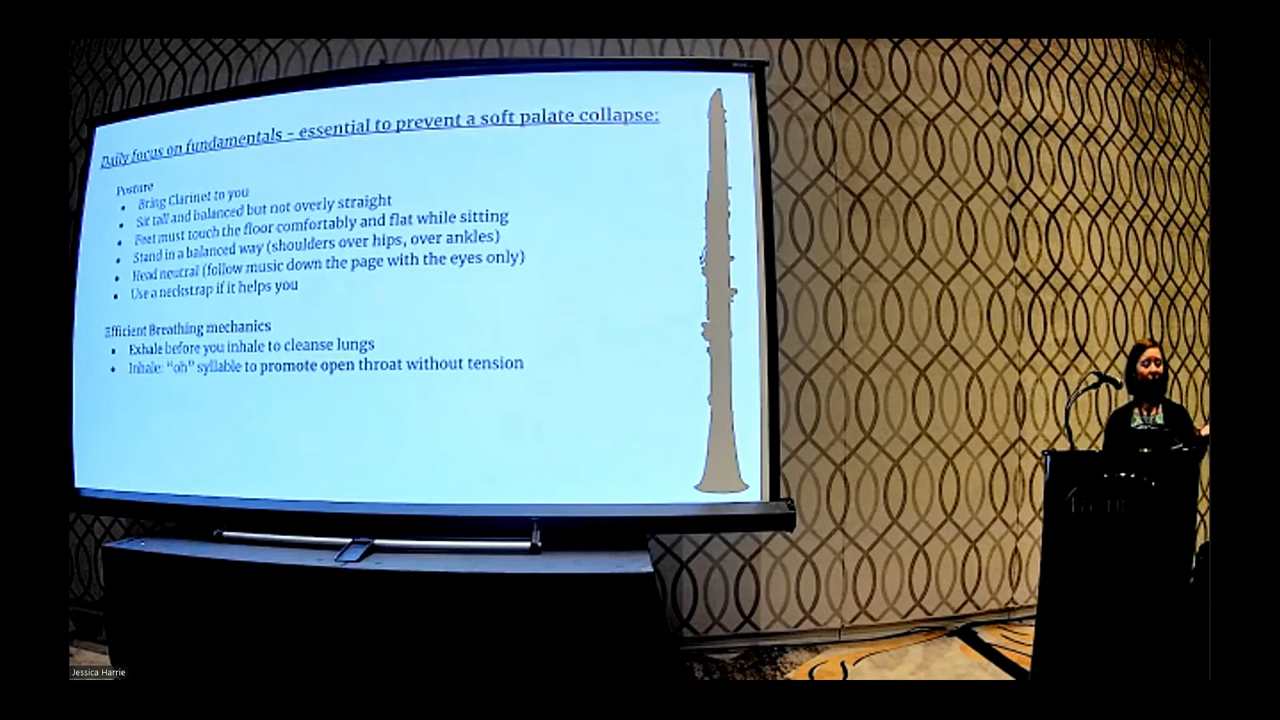 Daily focus on fundamentals - essential to prevent a soft palate collapse:
Posture
• Bring Clarinet to you
• Sit tall and balanced but not overly straight
• Feet must touch the floor comfortably and flat while sitting
• Stand in a balanced way (shoulders over hips, over ankles)
• Head neutral (follow music down the page with the eyes only)
• Use a neckstrap if it helps you
Efficient Breathing mechanics
• Exhale before you inhale to cleanse lungs
• Inhale: “oh” syllable to promote open throat without tension
Jessica Harrie